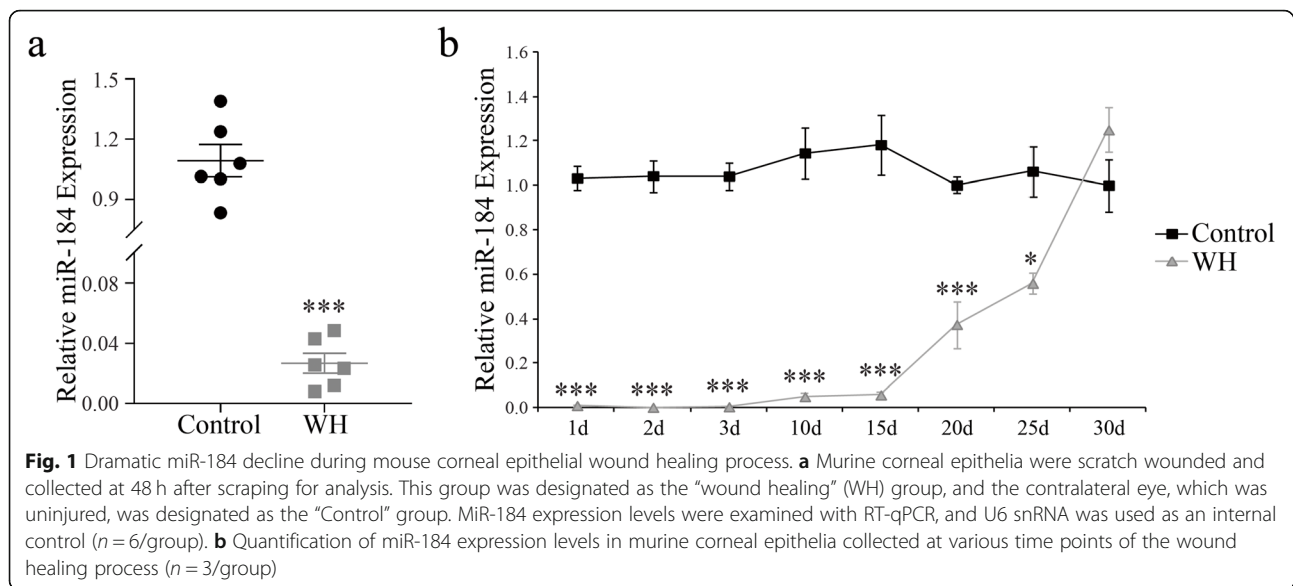 a
Relative miR-184 Expression
1.5
1.2
0.9
0.08
0.04
0.00
***
Control
WH
b
Relative miR-184 Expression
1.6
1.4
1.2
1.0
0.8
0.6
0.4
0.2
0.0
*** *** *** *** *** *** *
1d 2d 3d 10d 15d 20d 25d 30d
Control
WH
Fig. 1 Dramatic miR-184 decline during mouse corneal epithelial wound healing process. a Murine corneal epithelia were scratch wounded and
collected at 48 h after scraping for analysis. This group was designated as the “wound healing” (WH) group, and the contralateral eye, which was
uninjured, was designated as the “Control” group. MiR-184 expression levels were examined with RT-qPCR, and U6 snRNA was used as an internal
control (n = 6/group). b Quantification of miR-184 expression levels in murine corneal epithelia collected at various time points of the wound
healing process (n = 3/group)